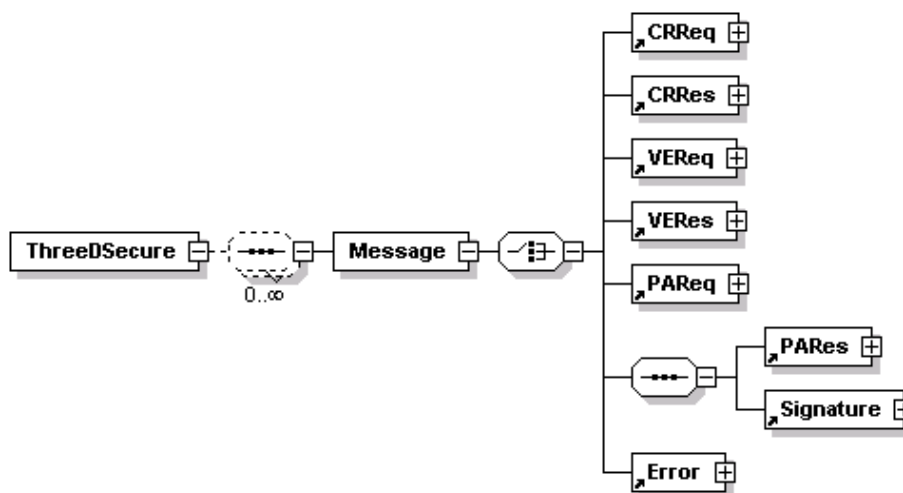 CRReq
CRRes
VEReq
VERes
ThreeDSecure
Message
0..∞
PAReq
PARes
Signature
Error